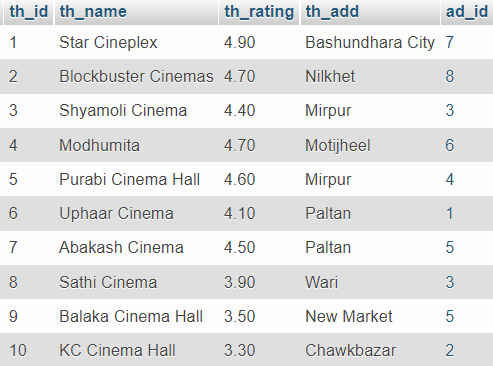 th_id th_name th_rating th_add ad_id
1 Star Cineplex 4.90 Bashundhara City 7
2 Blockbuster Cinemas 4.70 Nilkhet 8
3 Shyamoli Cinema 4.40 Mirpur 3
4 Modhumita 4.70 Motijheel 6
5 Purabi Cinema Hall 4.60 Mirpur 4
6 Uphaar Cinema 4.10 Paltan 1
7 Abakash Cinema 4.50 Paltan 5
8 Sathi Cinema 3.90 Wari 3
9 Balaka Cinema Hall 3.50 New Market 5
10 KC Cinema Hall 3.30 Chawkbazar 2